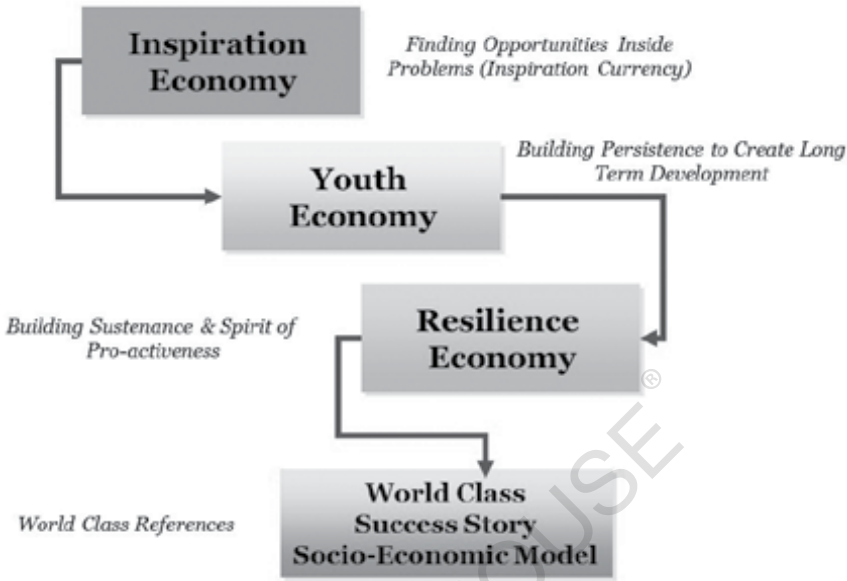 Inspiration
Economy
Finding Opportunities Inside
Problems (Inspiration Currency)
Youth
Economy
Building Persistence to Create Long
Term Development
Resilience
Economy
Building Sustenance & Spirit of
Pro-activeness
World Class
Success Story
Socio-Economic Model
World Class References
OUSE ®